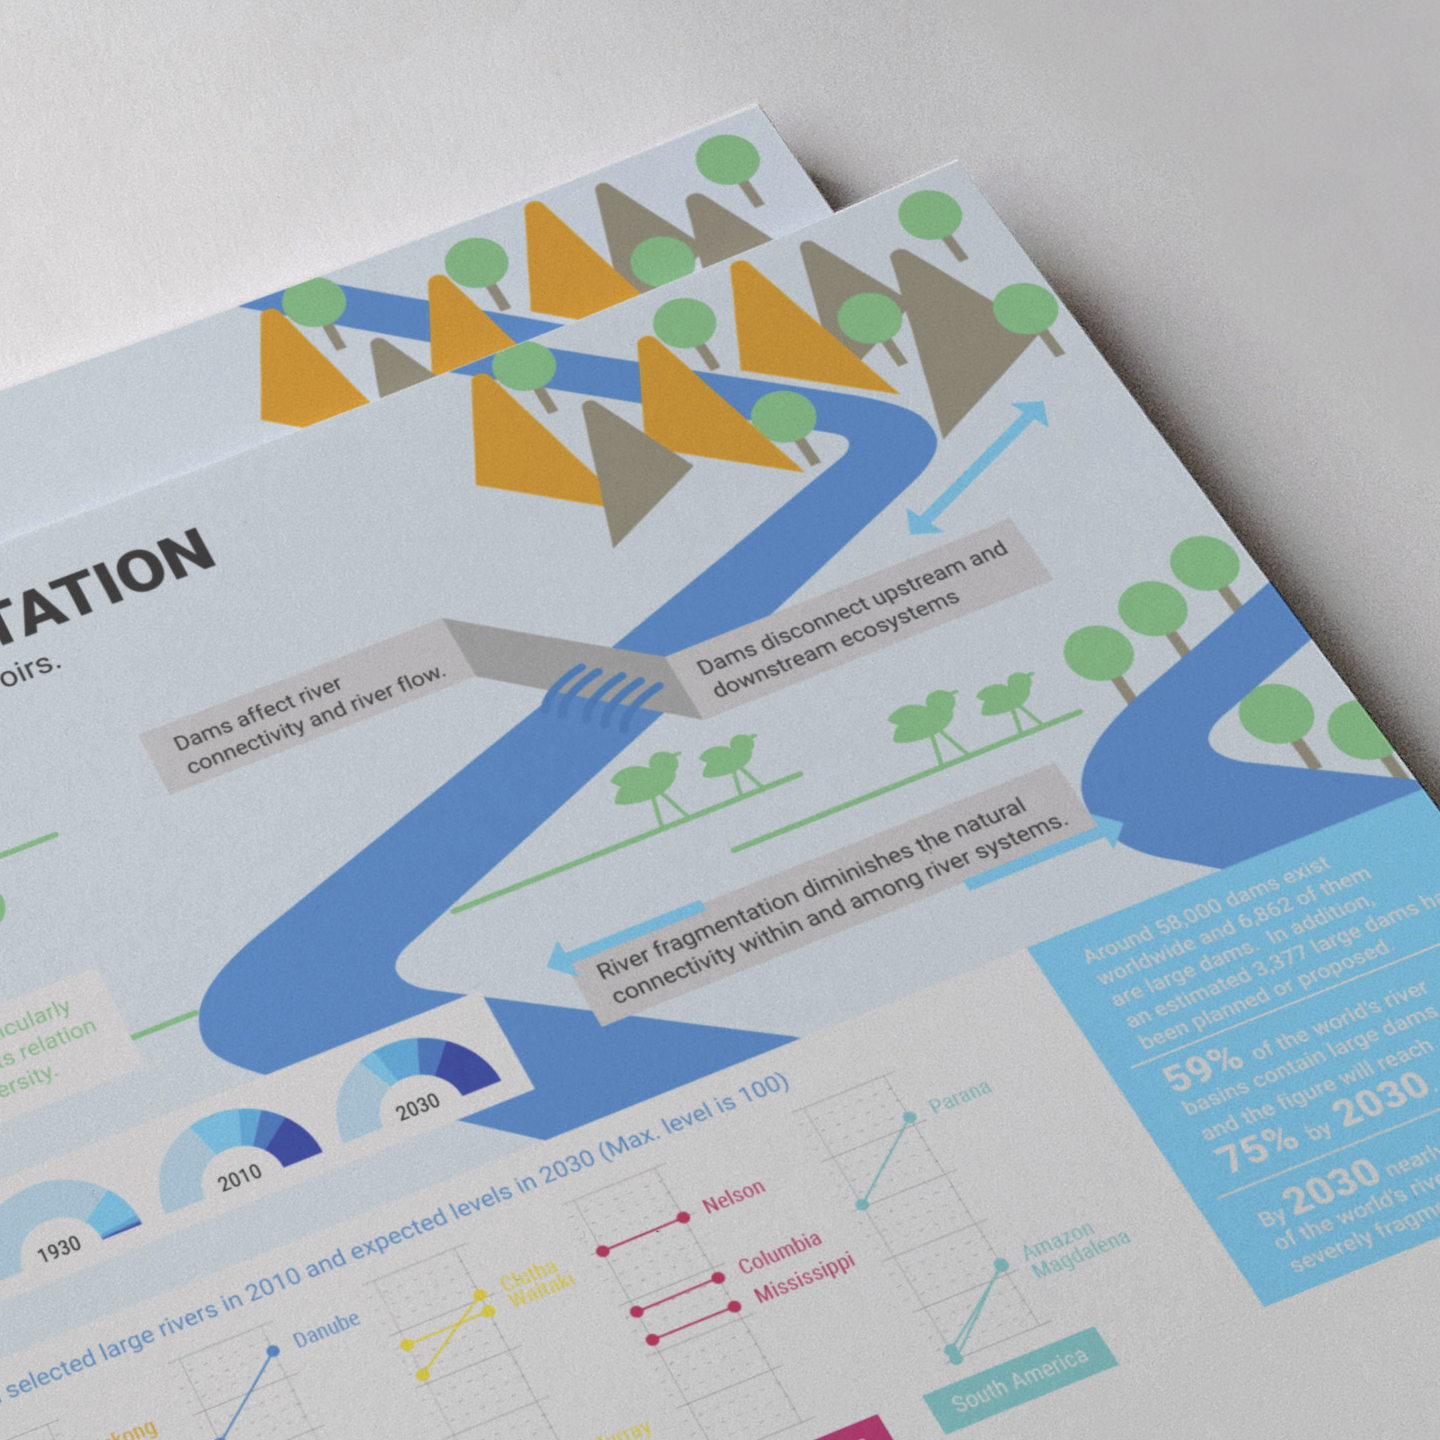 TATION
oirs.
Dams affect river
connectivity and river flow.
Dams disconnect upstream and
downstream ecosystems
River fragmentation diminishes the natural
connectivity within and among river systems.
icularly
ts relation
ersity.
1930
2010
2030
Around 58,000 dams exist
worldwide and 6,862 of them
are large dams. In addition,
an estimated 3,377 large dams ha
been planned or proposed.
59% of the world's river
basins contain large dams
and the figure will reach
75% by 2030.
By 2030 nearly
of the world's rive
severely fragm
selected large rivers in 2010 and expected levels in 2030 (Max. level is 100)
kong
Danube
Chitha
Waitaki
rray
Nelson
Columbia
Mississippi
Parana
Amazon
Magdalena
South America